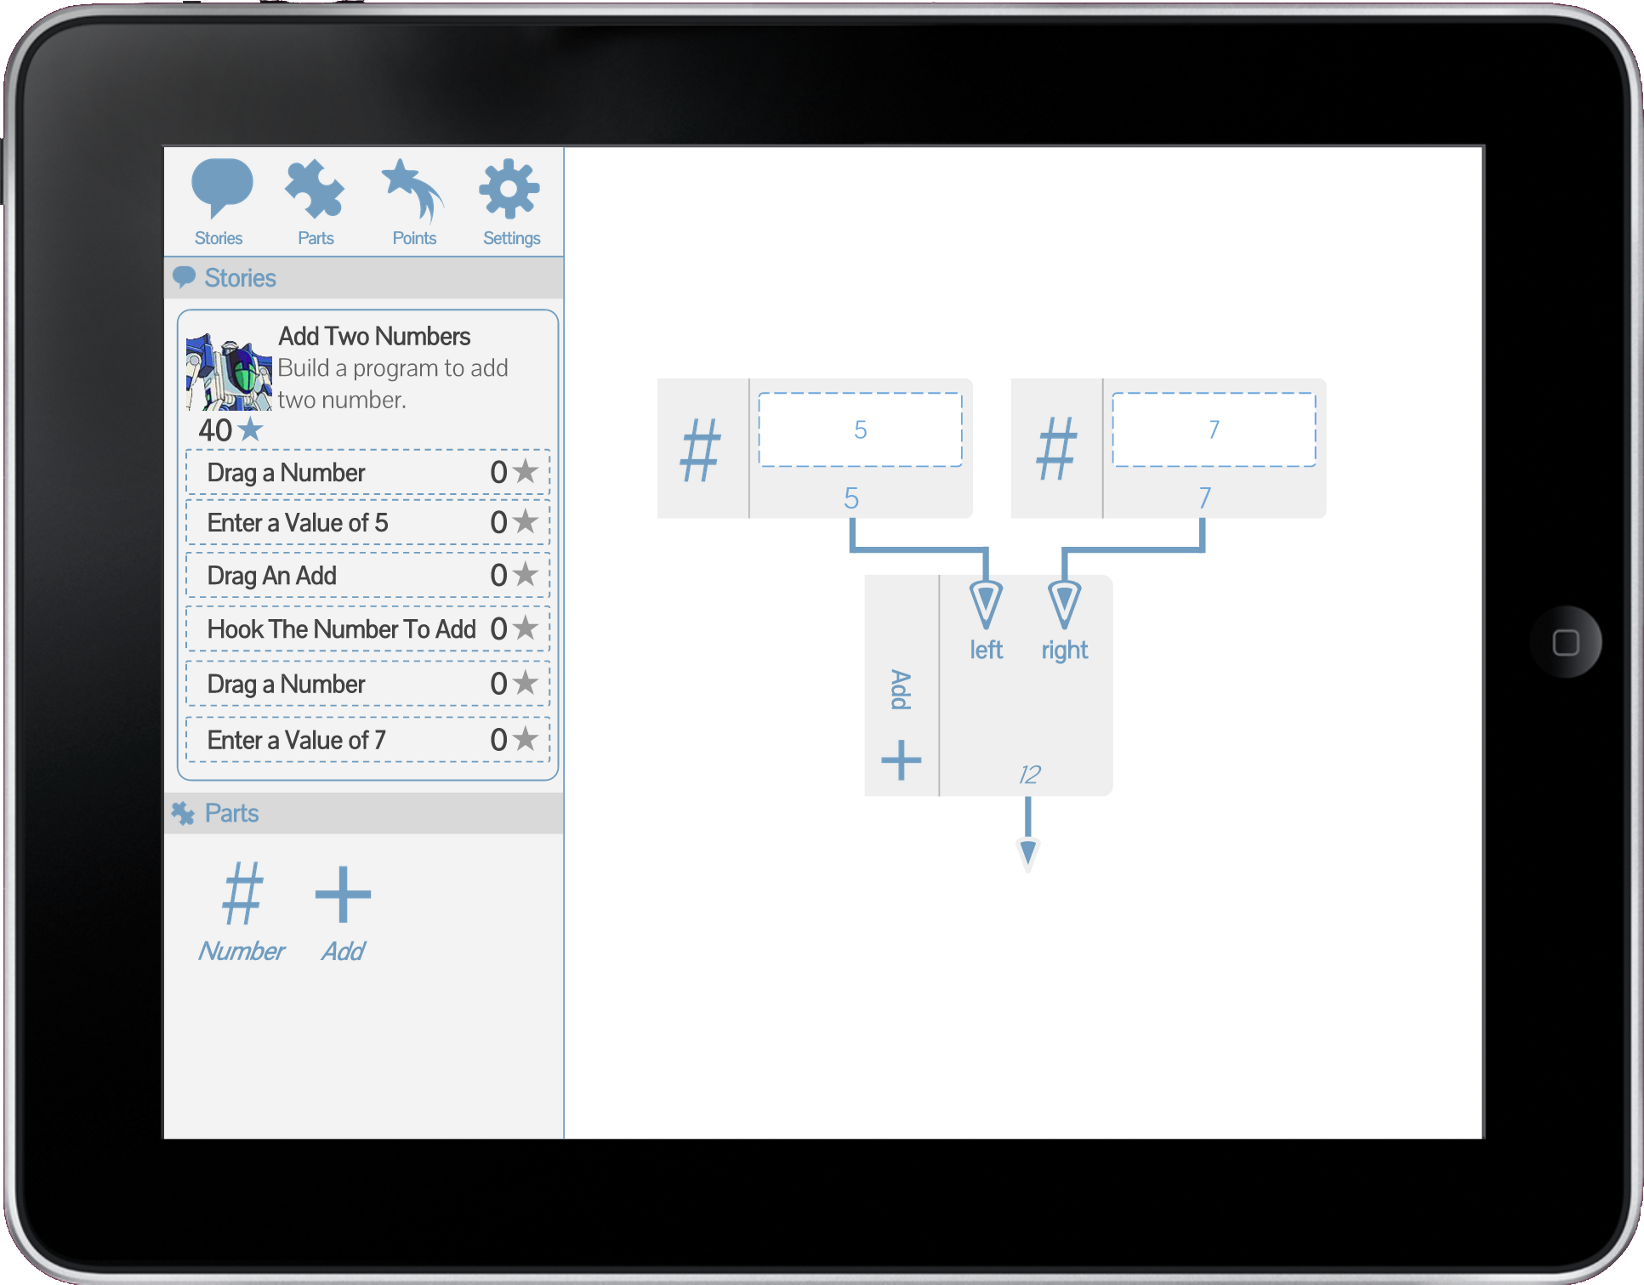 Stories Parts Points Settings
Stories
Add Two Numbers
Build a program to add
two number.
40
Drag a Number 0
Enter a Value of 5 0
Drag An Add 0
Hook The Number To Add 0
Drag a Number 0
Enter a Value of 7 0
Parts
# +
Number Add
# 5
5
# 7
7
left right
Add
+
12